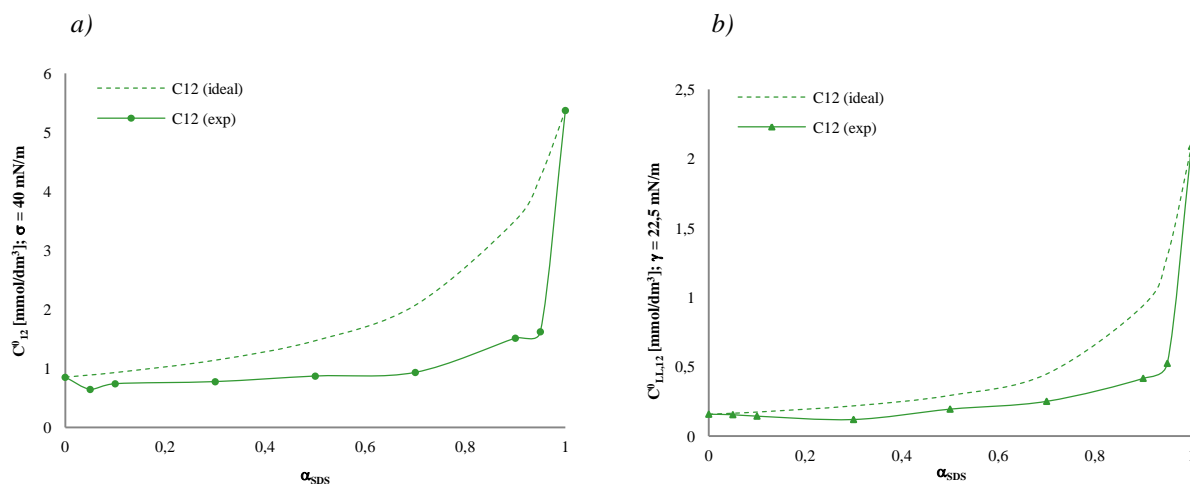 a)
C⁰₁₂ [mmol/dm³]; σ = 40 mN/m
6
5
4
3
2
1
0
0
0,2
0,4
0,6
0,8
1
αSDS
C12 (ideal)
C12 (exp)
b)
C⁰LL,12 [mmol/dm³]; γ = 22,5 mN/m
2,5
2
1,5
1
0,5
0
0
0,2
0,4
0,6
0,8
1
αSDS
C12 (ideal)
C12 (exp)